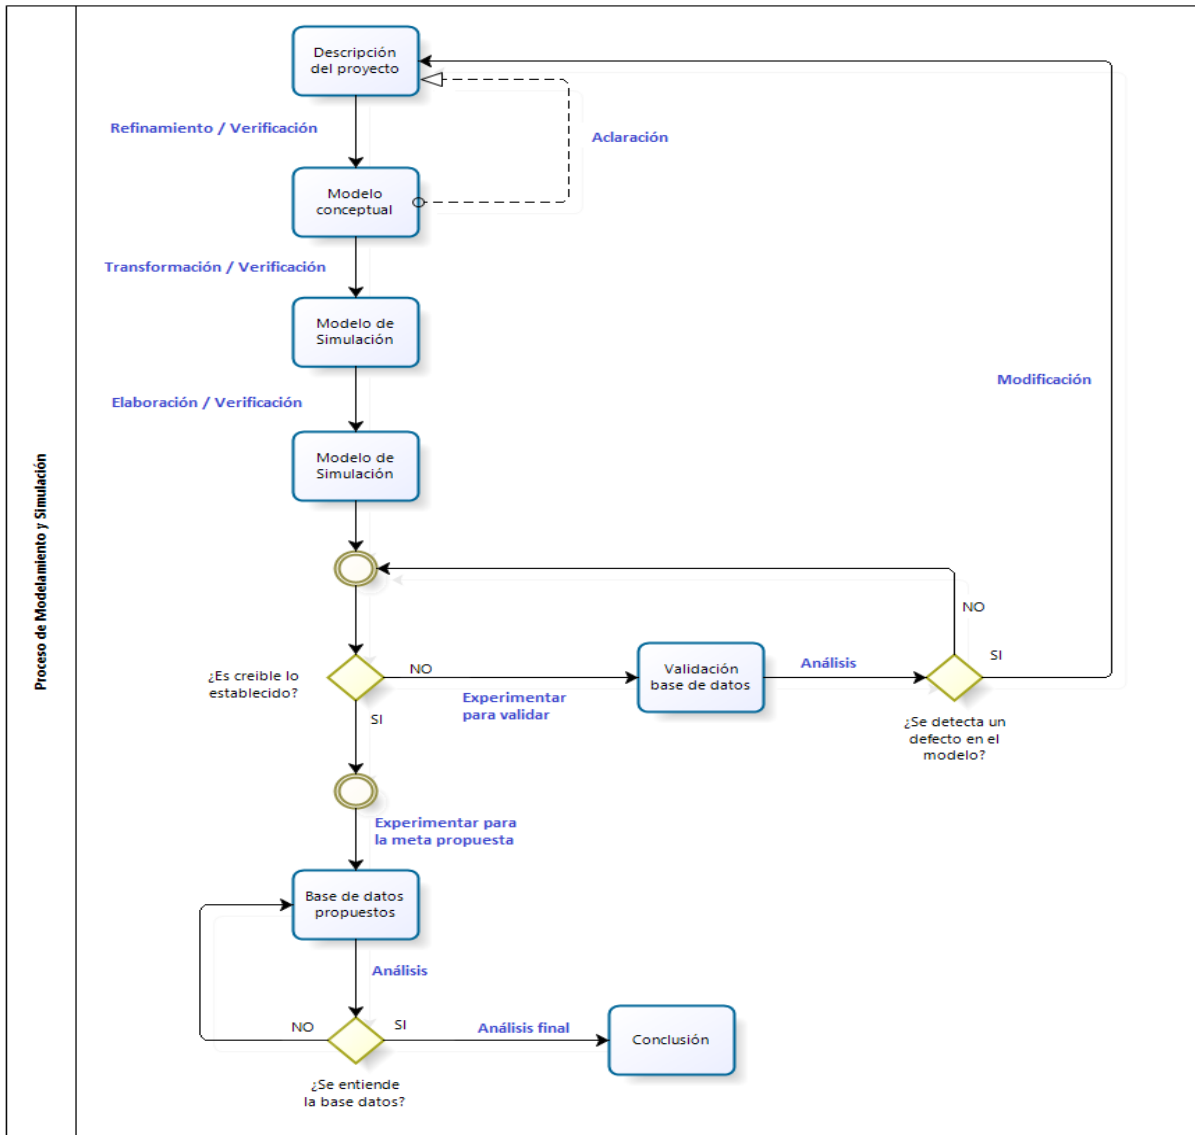 Proceso de Modelamiento y Simulación
Descripción
del proyecto
Refinamiento / Verificación
Aclaración
Modelo
conceptual
Transformación / Verificación
Modelo de
Simulación
Modificación
Elaboración / Verificación
Modelo de
Simulación
NO
¿Es creible lo
establecido?
NO
Experimentar
para validar
Validación
base de datos
Análisis
SI
¿Se detecta un
defecto en el
modelo?
SI
Experimentar para
la meta propuesta
Base de datos
propuestos
Análisis
NO
SI
Análisis final
Conclusión
¿Se entiende
la base datos?